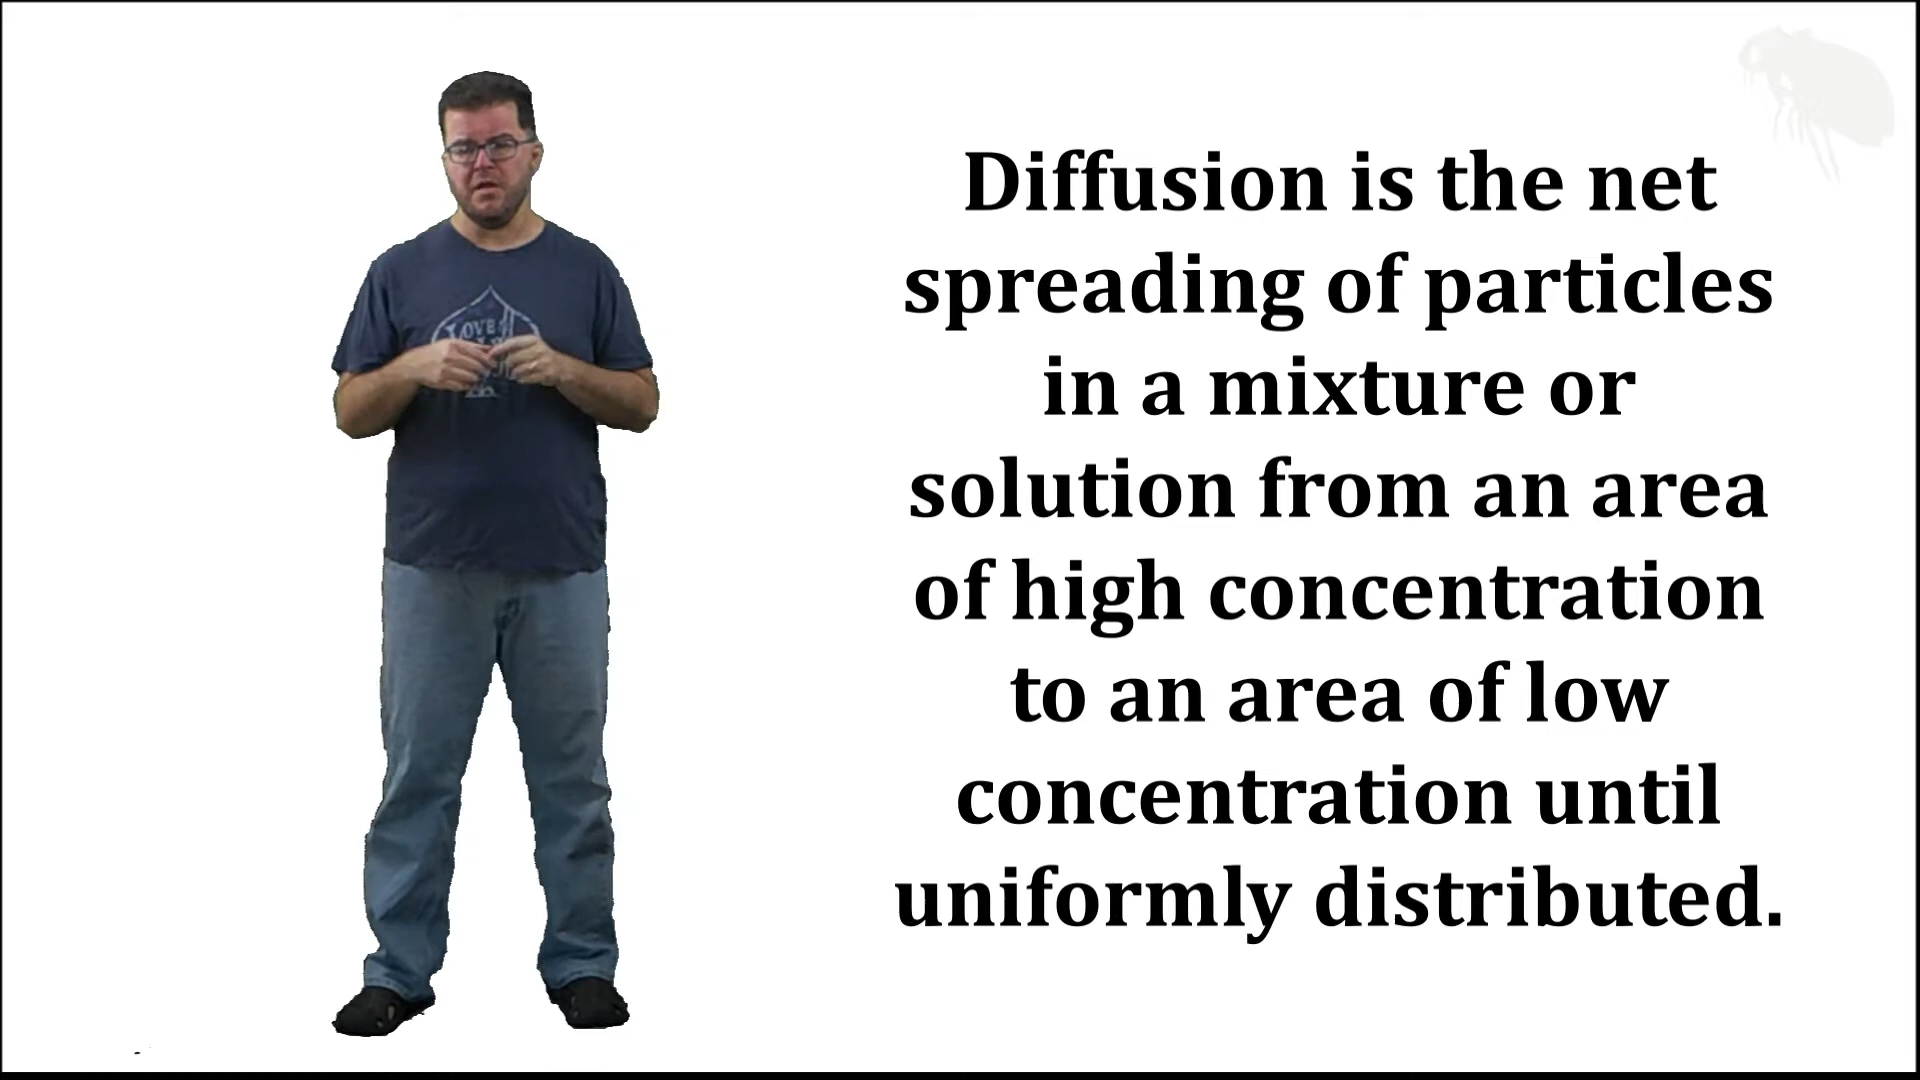 Diffusion is the net
spreading of particles
in a mixture or
solution from an area
of high concentration
to an area of low
concentration until
uniformly distributed.
LOVE